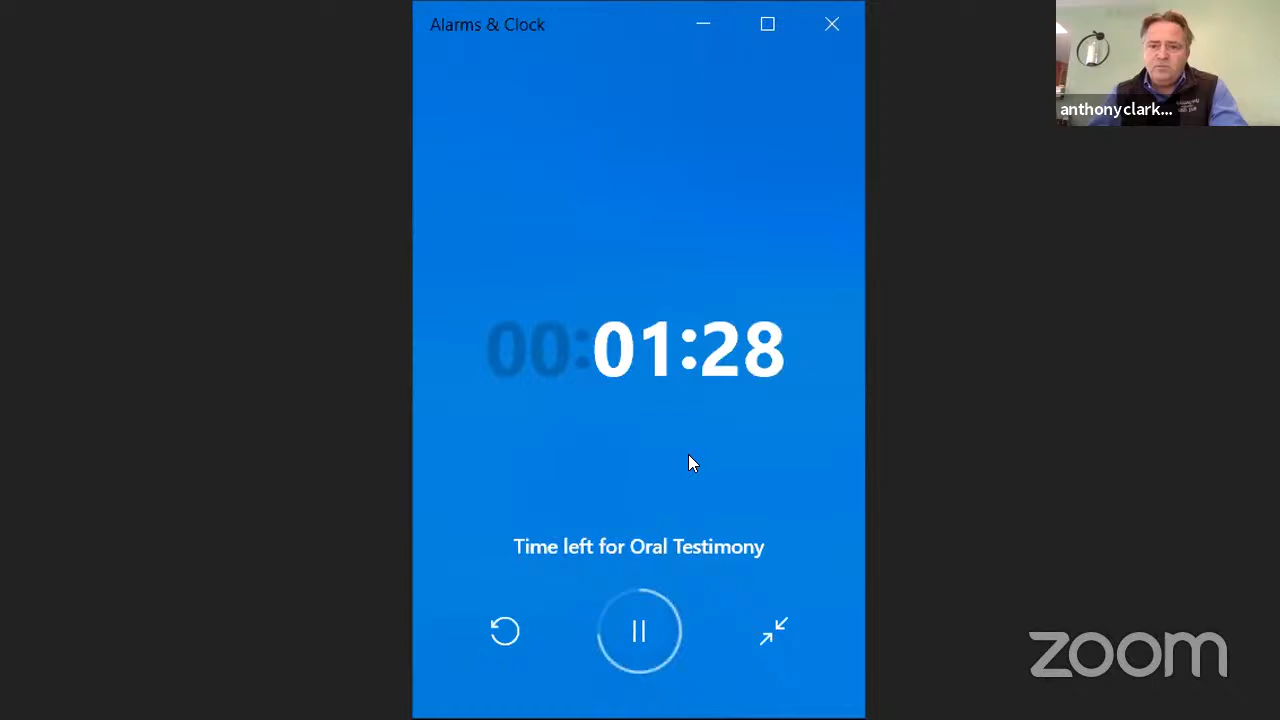 Alarms & Clock
anthonyclark...
00:01:28
Time left for Oral Testimony
zoom